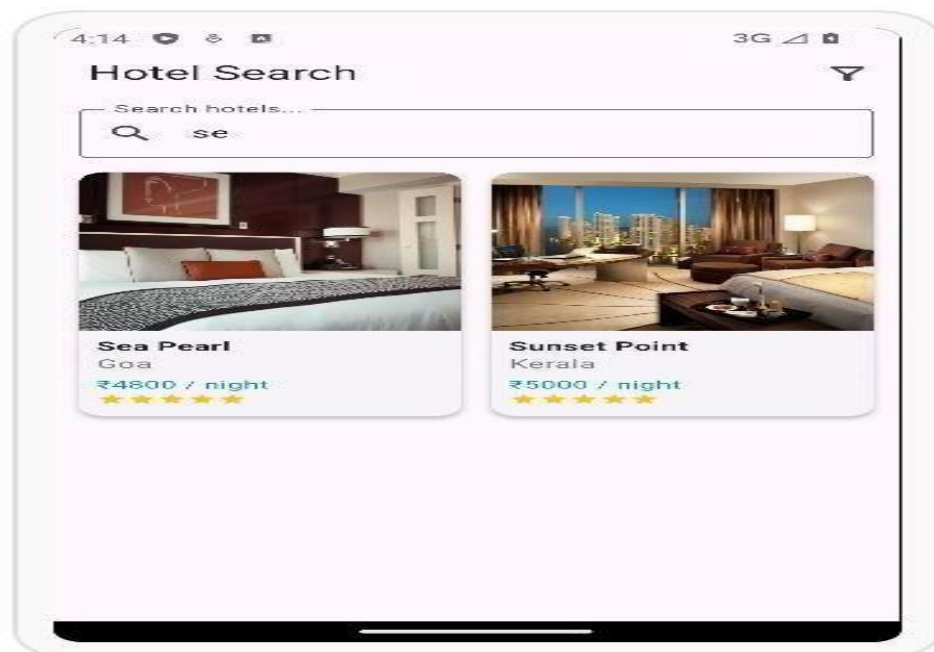 4:14 3G
Hotel Search
Search hotels...
se
Sea Pearl
Goa
₹4800 / night
Sunset Point
Kerala
₹5000 / night